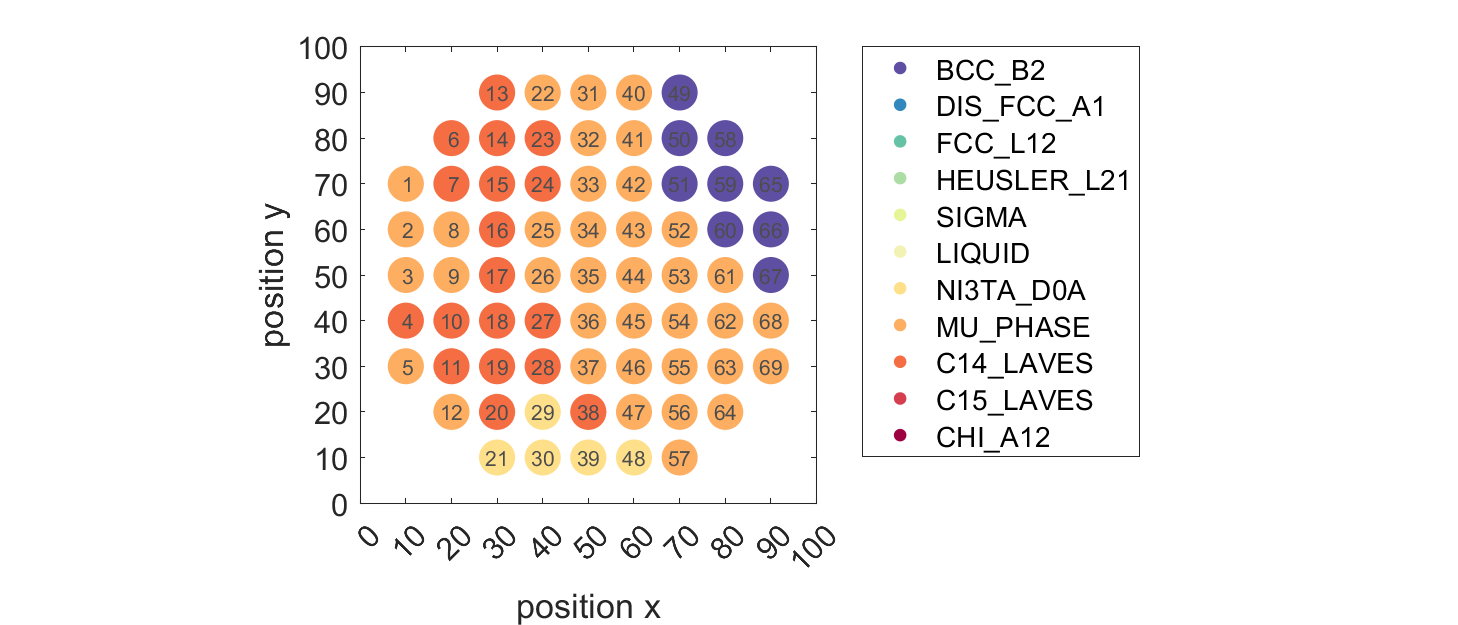 100
90
80
70
60
50
40
30
20
10
0
position y
13 22 31 40 49
6 14 23 32 41 50 58
1 7 15 24 33 42 51 59 65
2 8 16 25 34 43 52 60 66
3 9 17 26 35 44 53 61 67
4 10 18 27 36 45 54 62 68
5 11 19 28 37 46 55 63 69
12 20 29 38 47 56 64
21 30 39 48 57
0 10 20 30 40 50 60 70 80 90 100
position x
BCC_B2
DIS_FCC_A1
FCC_L12
HEUSLER_L21
SIGMA
LIQUID
NI3TA_D0A
MU_PHASE
C14_LAVES
C15_LAVES
CHI_A12